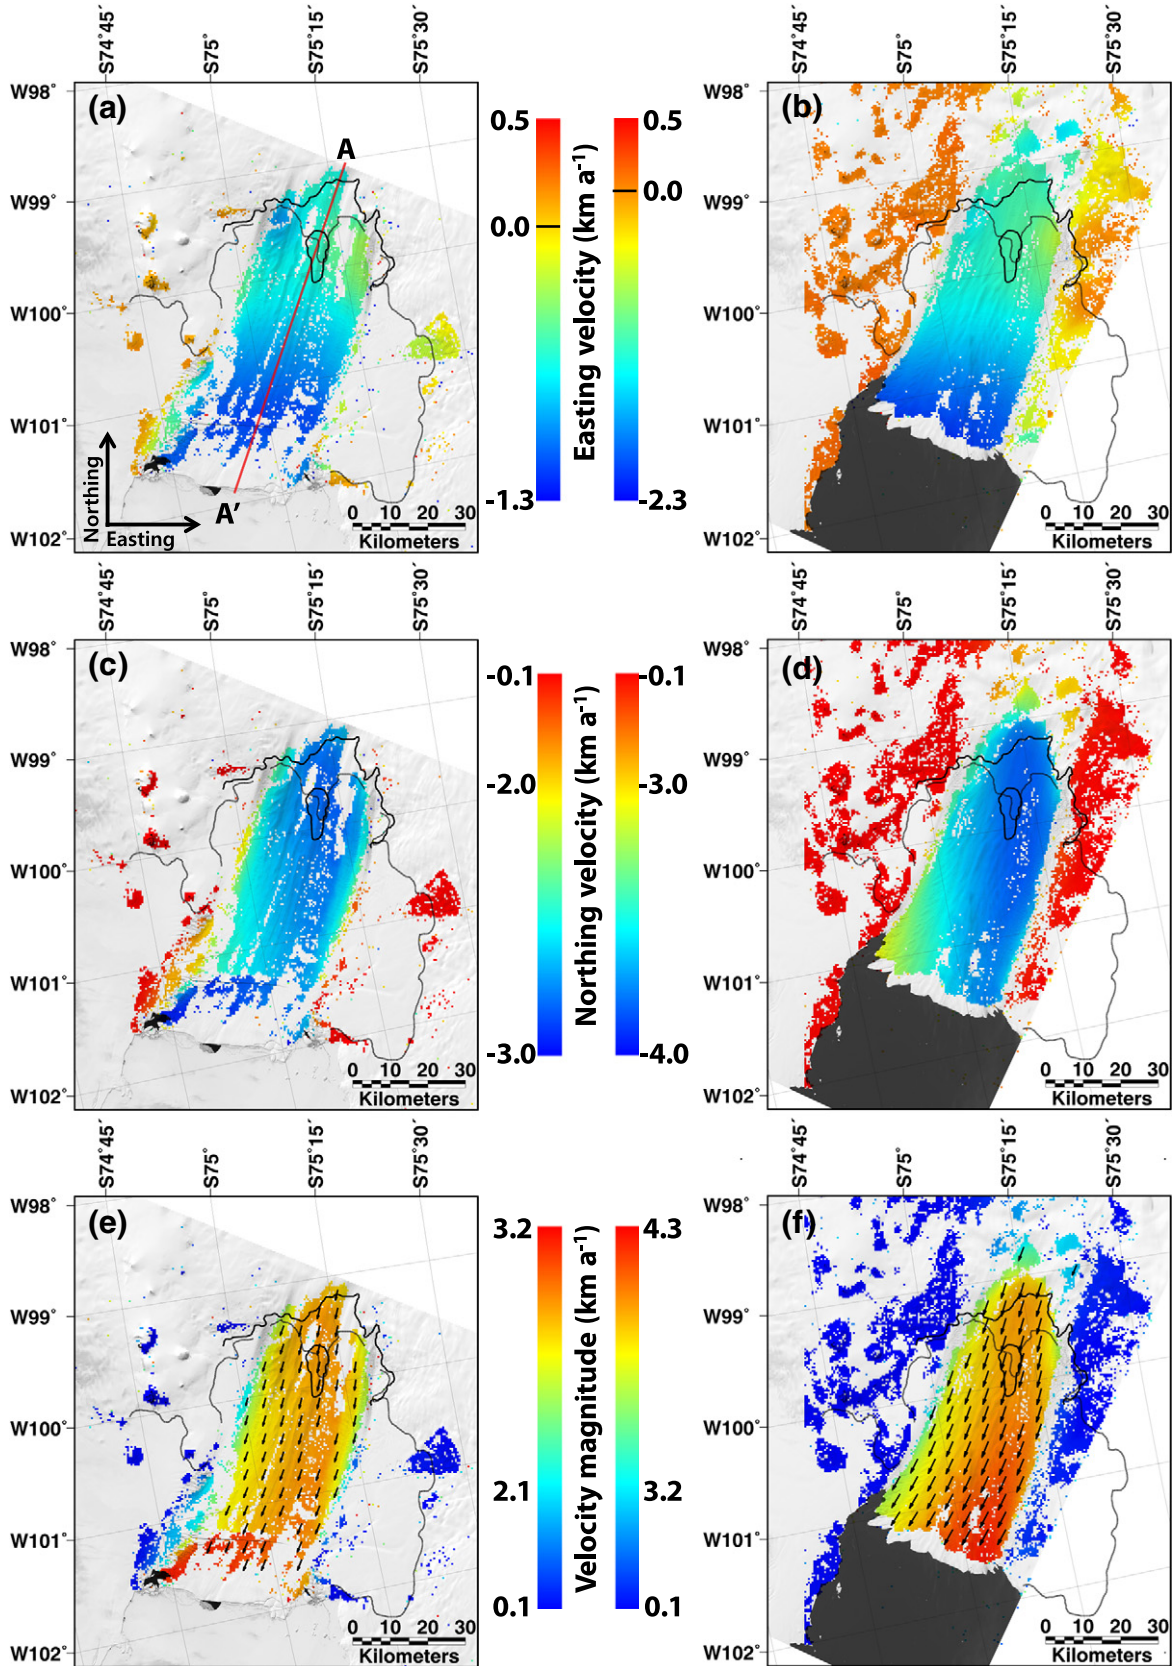 S74°45´ S75° S75°15´ S75°30´ S74°45´ S75° S75°15´ S75°30´
W98° (a) W98° (b)
0.5 0.5
A
W99° 0.0 0.0 W99°
W100° Easting velocity (km a-1) W100°
W101° W101°
Northing
Easting
A’
-1.3 -2.3
0 10 20 30 0 10 20 30
W102° Kilometers W102° Kilometers
S74°45´ S75° S75°15´ S75°30´ S74°45´ S75° S75°15´ S75°30´
W98° (c) W98° (d)
-0.1 -0.1
W99° W99°
-2.0 -3.0
W100° Northing velocity (km a-1) W100°
W101° W101°
-3.0 -4.0
0 10 20 30 0 10 20 30
W102° Kilometers W102° Kilometers
S74°45´ S75° S75°15´ S75°30´ S74°45´ S75° S75°15´ S75°30´
W98° (e) W98° (f)
3.2 4.3
W99° W99°
W100° Velocity magnitude (km a-1) W100°
2.1 3.2
W101° W101°
0.1 0.1
0 10 20 30 0 10 20 30
W102° Kilometers W102° Kilometers